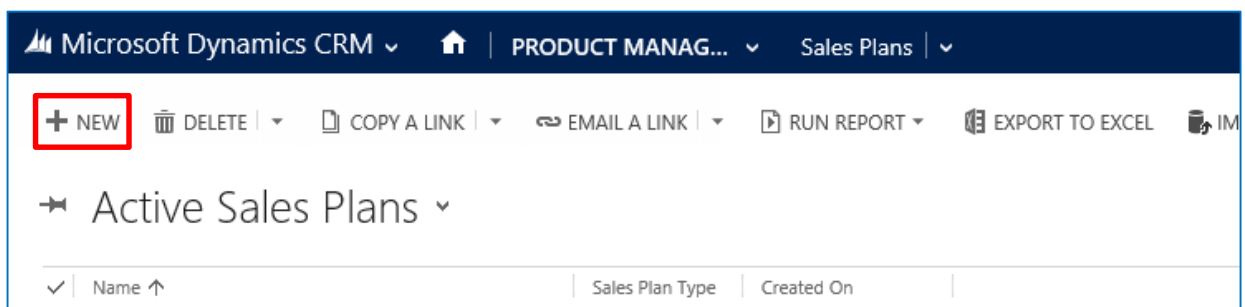 Microsoft Dynamics CRM PRODUCT MANAG... Sales Plans
NEW DELETE COPY A LINK EMAIL A LINK RUN REPORT EXPORT TO EXCEL IM
Active Sales Plans
Name Sales Plan Type Created On